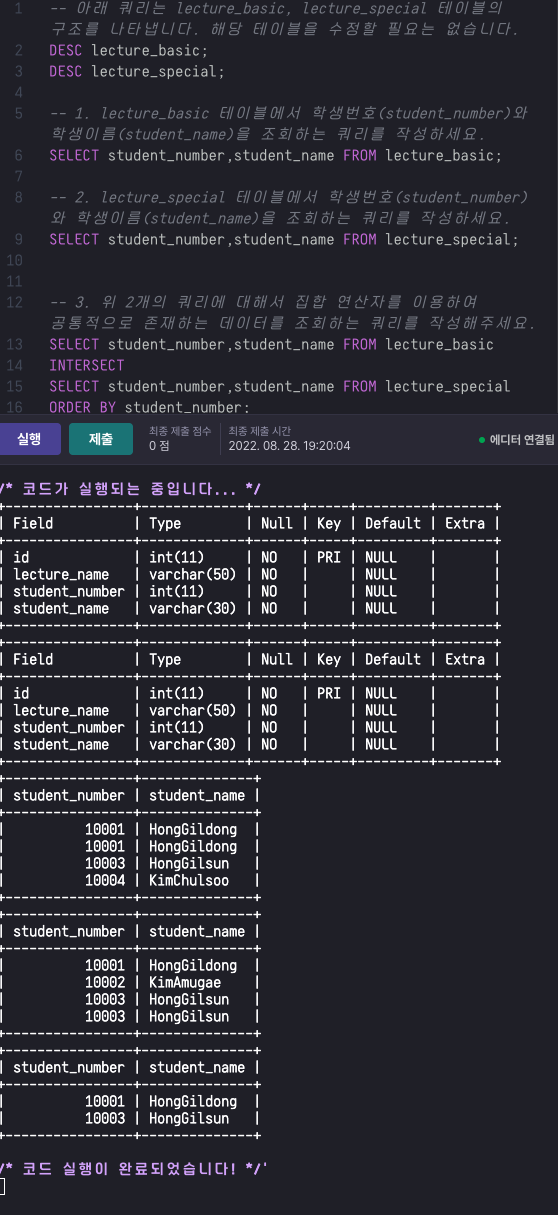 1 -- 아래 쿼리는 lecture_basic, lecture_special 테이블의
구조를 나타냅니다. 해당 테이블을 수정할 필요는 없습니다.
2 DESC lecture_basic;
3 DESC lecture_special;
4
5 -- 1. lecture_basic 테이블에서 학생번호(student_number)와
학생이름(student_name)을 조회하는 쿼리를 작성하세요.
6 SELECT student_number,student_name FROM lecture_basic;
7
8 -- 2. lecture_special 테이블에서 학생번호(student_number)
와 학생이름(student_name)을 조회하는 쿼리를 작성하세요.
9 SELECT student_number,student_name FROM lecture_special;
10
11
12 -- 3. 위 2개의 쿼리에 대해서 집합 연산자를 이용하여
공통적으로 존재하는 데이터를 조회하는 쿼리를 작성해주세요.
13 SELECT student_number,student_name FROM lecture_basic
14 INTERSECT
15 SELECT student_number,student_name FROM lecture_special
16 ORDER BY student_number;
실행 제출 최종 제출 점수 최종 제출 시간
0 점 2022. 08. 28. 19:20:04 에디터 연결됨
/* 코드가 실행되는 중입니다... */
+----------------+-------------+------+-----+---------+-------+
| Field | Type | Null | Key | Default | Extra |
+----------------+-------------+------+-----+---------+-------+
| id | int(11) | NO | PRI | NULL | |
| lecture_name | varchar(50) | NO | | NULL | |
| student_number | int(11) | NO | | NULL | |
| student_name | varchar(30) | NO | | NULL | |
+----------------+-------------+------+-----+---------+-------+
+----------------+-------------+------+-----+---------+-------+
| Field | Type | Null | Key | Default | Extra |
+----------------+-------------+------+-----+---------+-------+
| id | int(11) | NO | PRI | NULL | |
| lecture_name | varchar(50) | NO | | NULL | |
| student_number | int(11) | NO | | NULL | |
| student_name | varchar(30) | NO | | NULL | |
+----------------+-------------+------+-----+---------+-------+
+----------------+--------------+
| student_number | student_name |
+----------------+--------------+
| 10001 | HongGildong |
| 10001 | HongGildong |
| 10003 | HongGilsun |
| 10004 | KimChulsoo |
+----------------+--------------+
+----------------+--------------+
| student_number | student_name |
+----------------+--------------+
| 10001 | HongGildong |
| 10002 | KimAmugae |
| 10003 | HongGilsun |
| 10003 | HongGilsun |
+----------------+--------------+
+----------------+--------------+
| student_number | student_name |
+----------------+--------------+
| 10001 | HongGildong |
| 10003 | HongGilsun |
+----------------+--------------+
/* 코드 실행이 완료되었습니다! */'